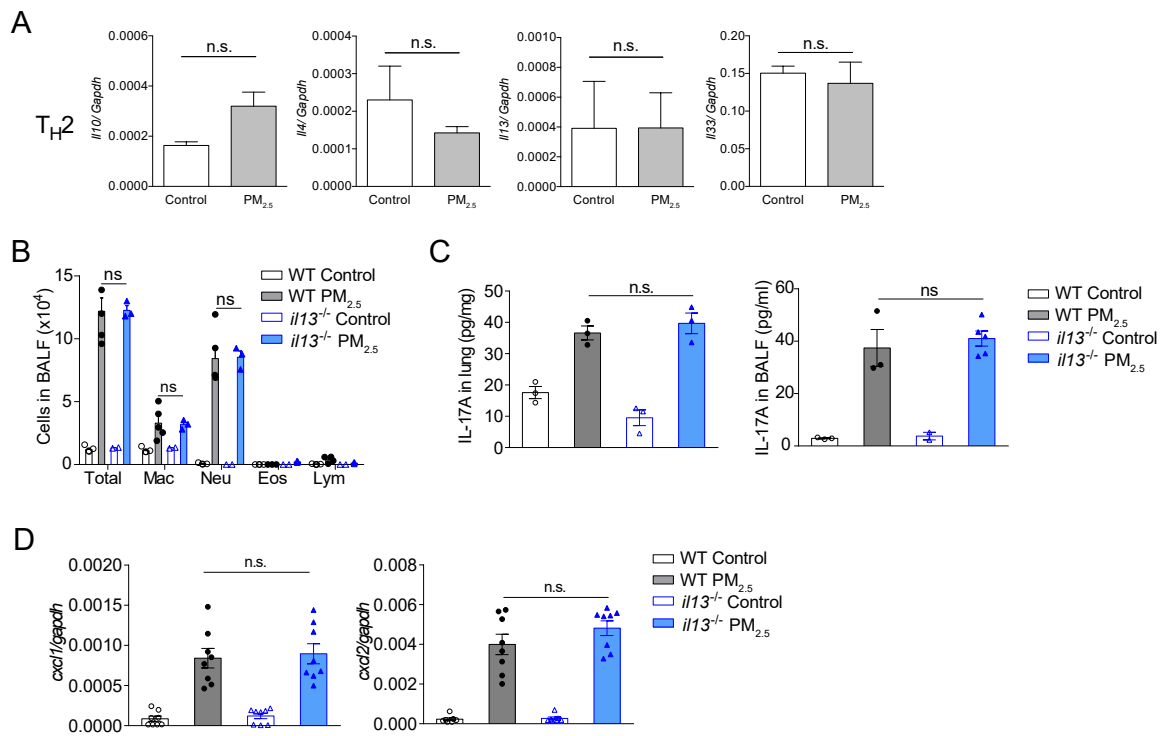 A
T_H2
Il10/ Gapdh
0.0006
0.0004
0.0002
0.0000
n.s.
Control
PM2.5
Il4/ Gapdh
0.0004
0.0003
0.0002
0.0001
0.0000
n.s.
Control
PM2.5
Il13/ Gapdh
0.0010
0.0008
0.0006
0.0004
0.0002
0.0000
n.s.
Control
PM2.5
Il33/ Gapdh
0.20
0.15
0.10
0.05
0.00
n.s.
Control
PM2.5
B
Cells in BALF (x10^4)
15
10
5
0
ns
ns
ns
Total Mac Neu Eos Lym
WT Control
WT PM2.5
il13-/- Control
il13-/- PM2.5
C
IL-17A in lung (pg/mg)
50
40
30
20
10
0
n.s.
IL-17A in BALF (pg/ml)
60
40
20
0
ns
WT Control
WT PM2.5
il13-/- Control
il13-/- PM2.5
D
cxcl1/gapdh
0.0020
0.0015
0.0010
0.0005
0.0000
n.s.
cxcl2/gapdh
0.008
0.006
0.004
0.002
0.000
n.s.
WT Control
WT PM2.5
il13-/- Control
il13-/- PM2.5